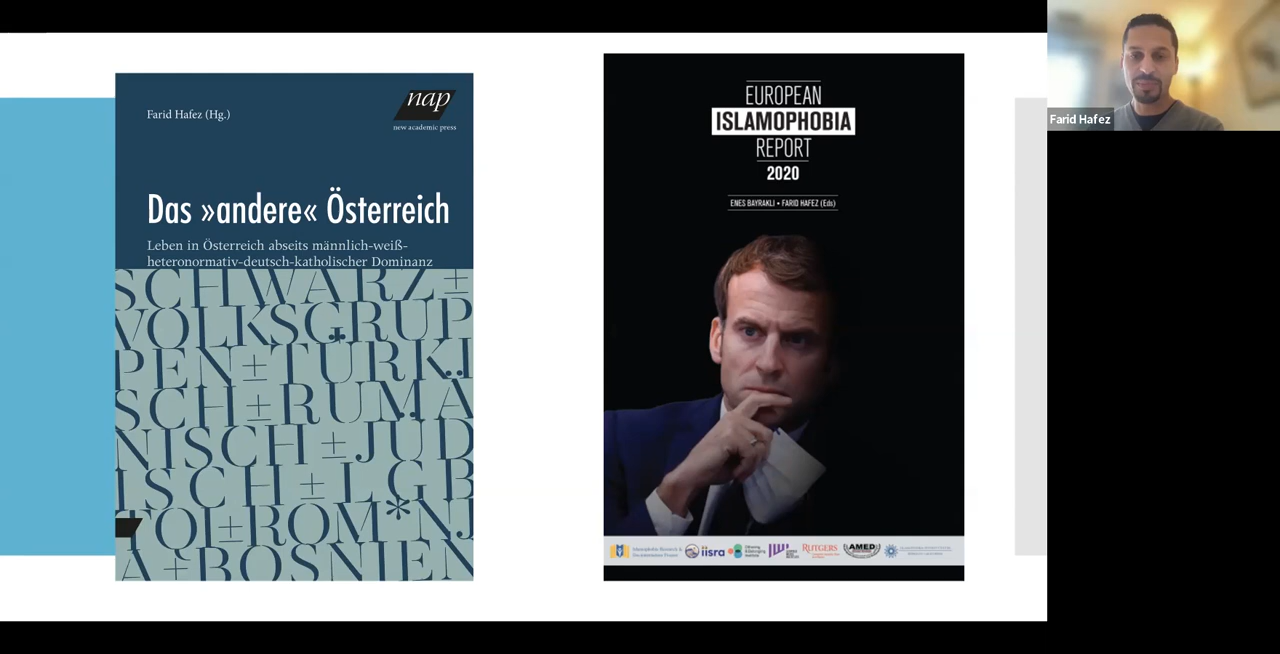 Farid Hafez (Hg.)
nap
new academic press
Das »andere« Österreich
Leben in Österreich abseits männlich-weiß-
heteronormativ-deutsch-katholischer Dominanz
SCHWARZ±
VOLKSGRUP
PEN±TÜRKI
SCH±RUMÄ
NISCH±JÜD
ISCH±LGB
TQI±ROM*NJ
A±BOSNIEN
EUROPEAN
ISLAMOPHOBIA
REPORT
2020
ENES BAYRAKLI • FARID HAFEZ (Eds)
iisra
RUTGERS
AMED
Farid Hafez